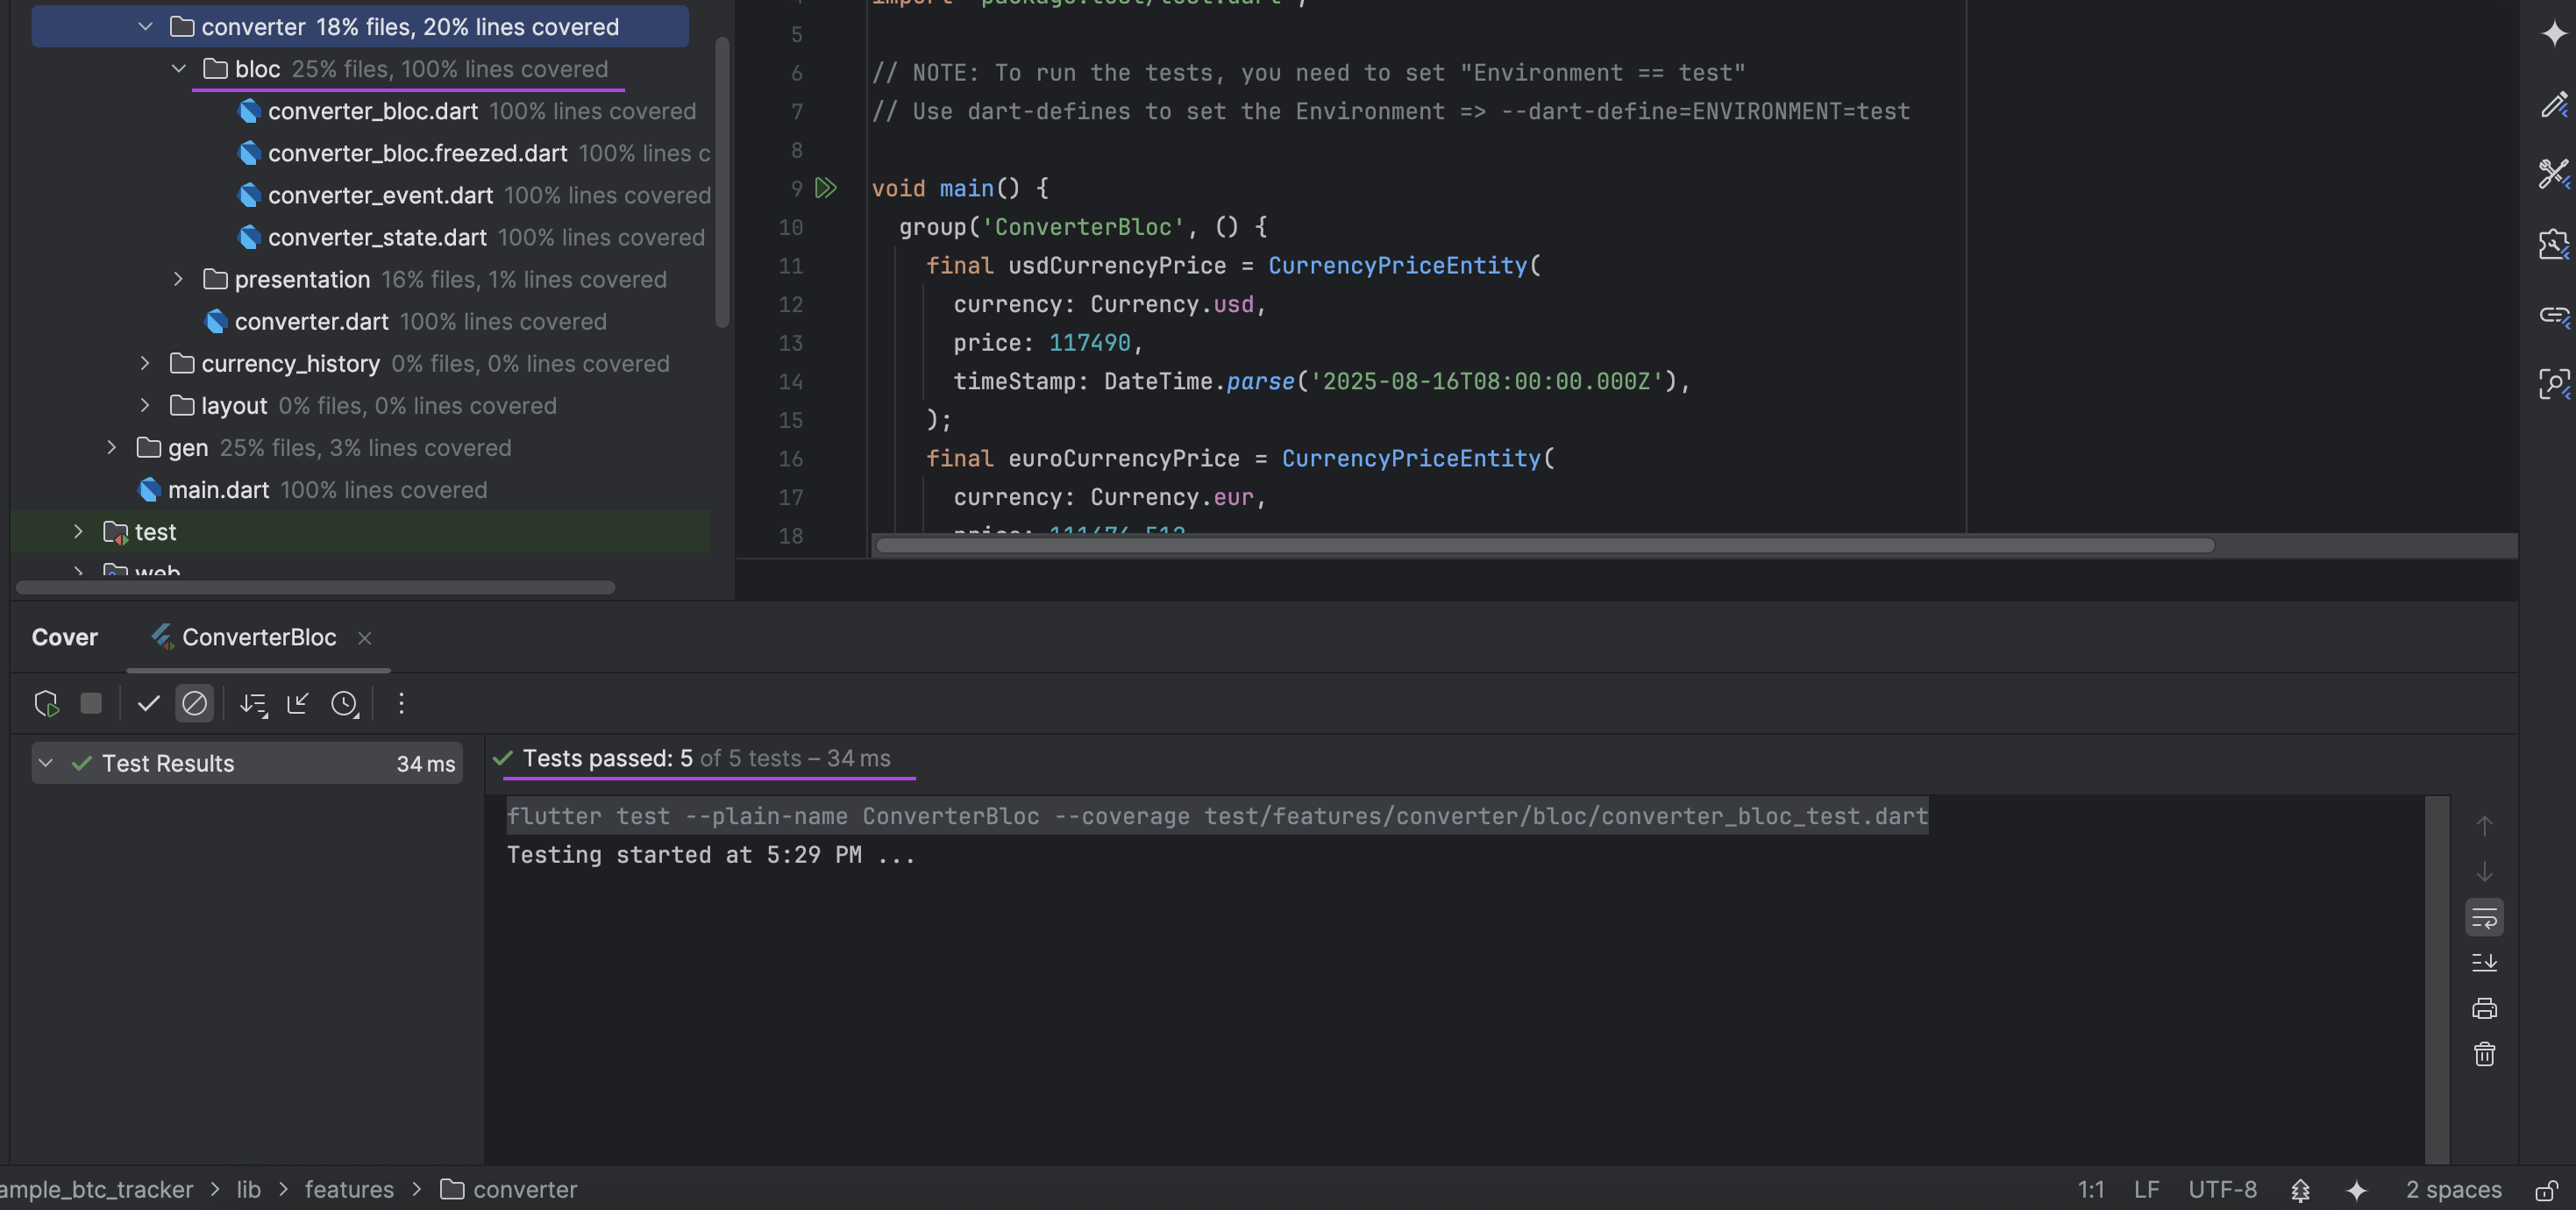 converter 18% files, 20% lines covered
bloc 25% files, 100% lines covered
converter_bloc.dart 100% lines covered
converter_bloc.freezed.dart 100% lines c
converter_event.dart 100% lines covered
converter_state.dart 100% lines covered
presentation 16% files, 1% lines covered
converter.dart 100% lines covered
currency_history 0% files, 0% lines covered
layout 0% files, 0% lines covered
gen 25% files, 3% lines covered
main.dart 100% lines covered
test
web
import 'package:test/test.dart';
5
6 // NOTE: To run the tests, you need to set "Environment == test"
7 // Use dart-defines to set the Environment => --dart-define=ENVIRONMENT=test
8
9 void main() {
10 group('ConverterBloc', () {
11 final usdCurrencyPrice = CurrencyPriceEntity(
12 currency: Currency.usd,
13 price: 117490,
14 timeStamp: DateTime.parse('2025-08-16T08:00:00.000Z'),
15 );
16 final euroCurrencyPrice = CurrencyPriceEntity(
17 currency: Currency.eur,
18 price: 111474.512
Cover ConverterBloc
Test Results 34 ms
Tests passed: 5 of 5 tests – 34 ms
flutter test --plain-name ConverterBloc --coverage test/features/converter/bloc/converter_bloc_test.dart
Testing started at 5:29 PM ...
ample_btc_tracker > lib > features > converter
1:1 LF UTF-8 2 spaces